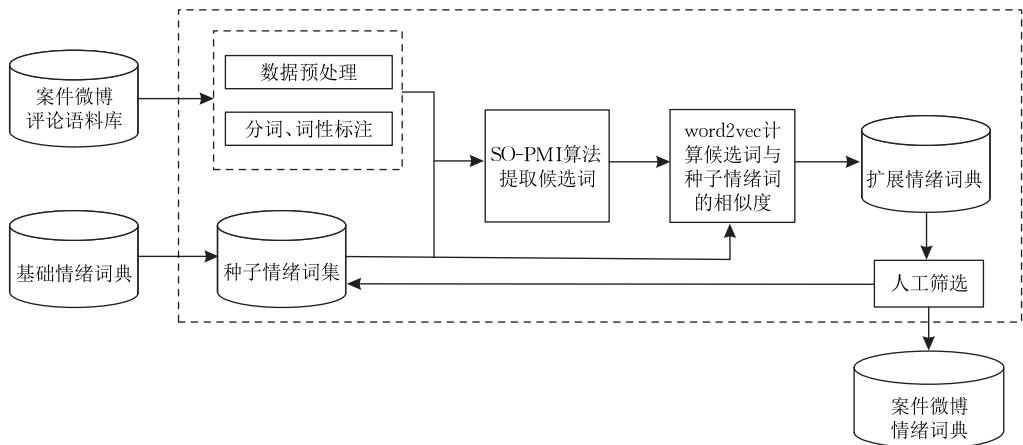 案件微博
评论语料库
数据预处理
分词、词性标注
SO-PMI算法
提取候选词
word2vec计
算候选词与
种子情绪词
的相似度
扩展情绪词典
基础情绪词典
种子情绪词集
人工筛选
案件微博
情绪词典